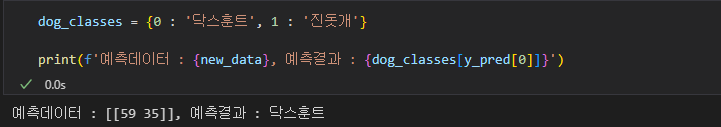 dog_classes = {0 : '닥스훈트', 1 : '진돗개'}
print(f'예측데이터 : {new_data}, 예측결과 : {dog_classes[y_pred[0]]}')
0.0s
예측데이터 : [[59 35]], 예측결과 : 닥스훈트